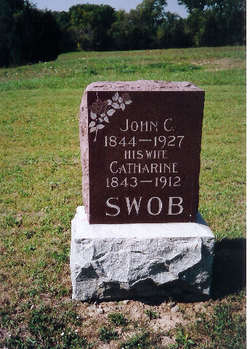 JOHN C.
1844–1927
HIS WIFE
CATHARINE
1843–1912
SWOB